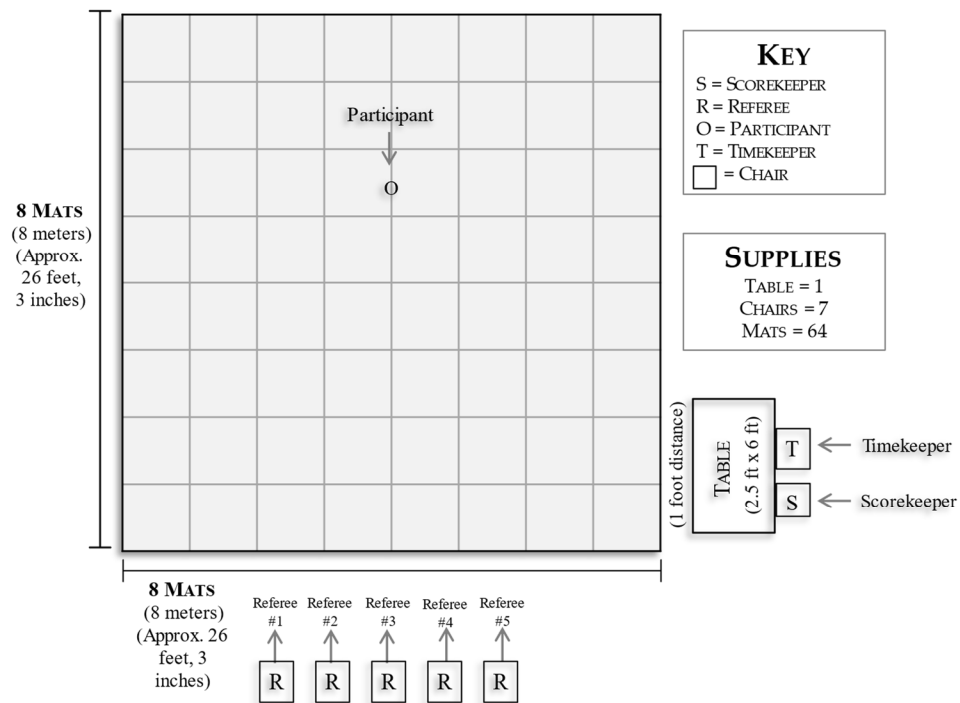 Participant
O
8 MATS
(8 meters)
(Approx.
26 feet,
3 inches)
KEY
S = SCOREKEEPER
R = REFEREE
O = PARTICIPANT
T = TIMEKEEPER
= CHAIR
SUPPLIES
TABLE = 1
CHAIRS = 7
MATS = 64
(1 foot distance)
TABLE
(2.5 ft x 6 ft)
T
Timekeeper
S
Scorekeeper
8 MATS
(8 meters)
(Approx. 26
feet, 3
inches)
Referee
#1
Referee
#2
Referee
#3
Referee
#4
Referee
#5
R
R
R
R
R